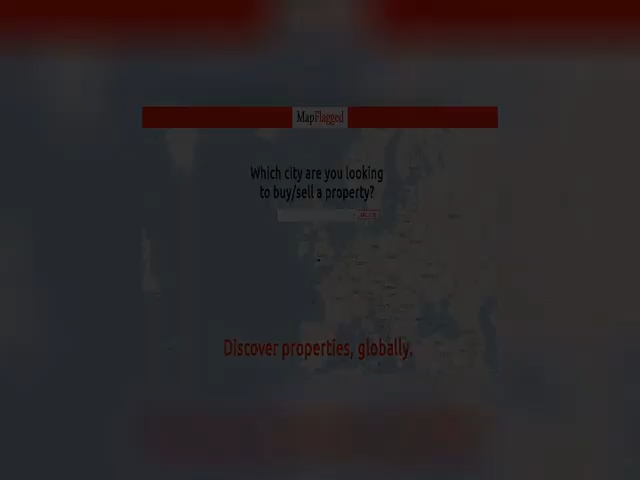 MapFlagged
Which city are you looking
to buy/sell a property?
Discover properties, globally.